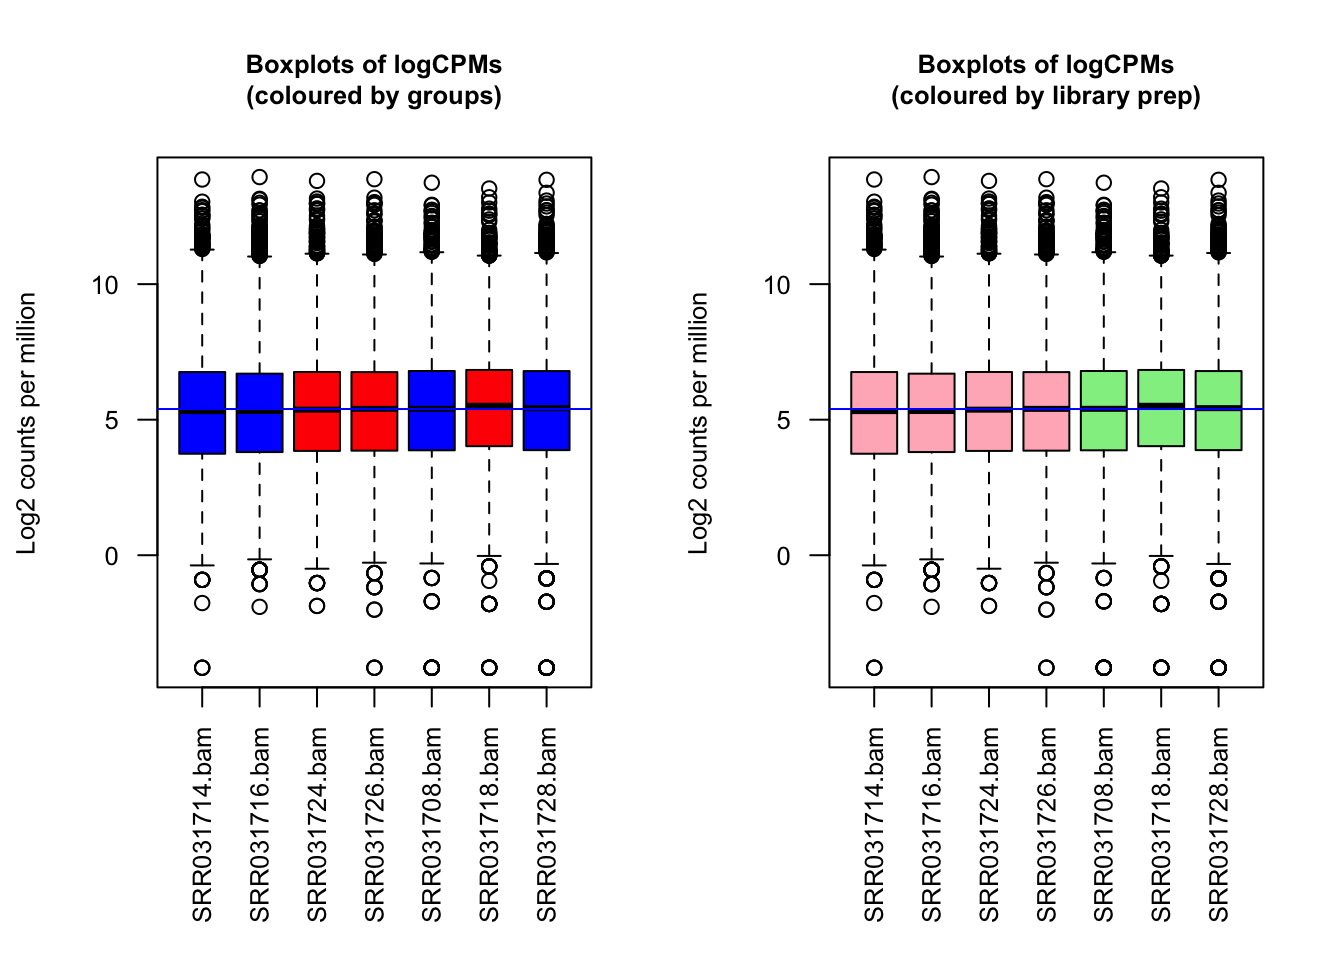 Boxplots of logCPMs
(coloured by groups)
Log2 counts per million
10
5
0
SRR031714.bam
SRR031716.bam
SRR031724.bam
SRR031726.bam
SRR031708.bam
SRR031718.bam
SRR031728.bam
Boxplots of logCPMs
(coloured by library prep)
Log2 counts per million
10
5
0
SRR031714.bam
SRR031716.bam
SRR031724.bam
SRR031726.bam
SRR031708.bam
SRR031718.bam
SRR031728.bam